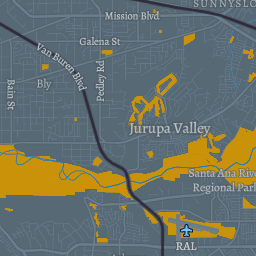 SUNNYSLO
Mission Blvd
Galena St
Van Buren Blvd
Pedley Rd
Bly
Bain St
Jurupa Valley
Santa Ana River
Regional Park
RAL